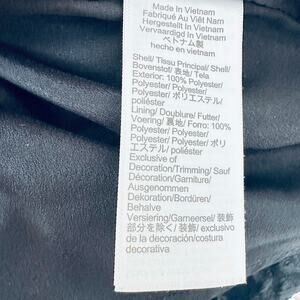 Made In Vietnam
Fabriqué Au Viêt Nam
Hergestellt In Vietnam
Vervaardigd In Vietnam
ベトナム製
hecho en vietnam
Shell/ Tissu Principal/ Shell/
Bovenstof/ 表地/ Tela
Exterior: 100% Polyester/
Polyester/ Polyester/
Polyester/ ポリエステル/
poliéster
Lining/ Doublure/ Futter/
Voering/ 裏地/ Forro: 100%
Polyester/ Polyester/
Polyester/ Polyester/ ポリ
エステル/ poliéster
Exclusive of
Decoration/Trimming/ Sauf
Décoration/Garniture/
Ausgenommen
Dekoration/Bordüren/
Behalve
Versiering/Garneersel/ 装飾
部分を除く/ exclusivo
de la decoración/costura
decorativa